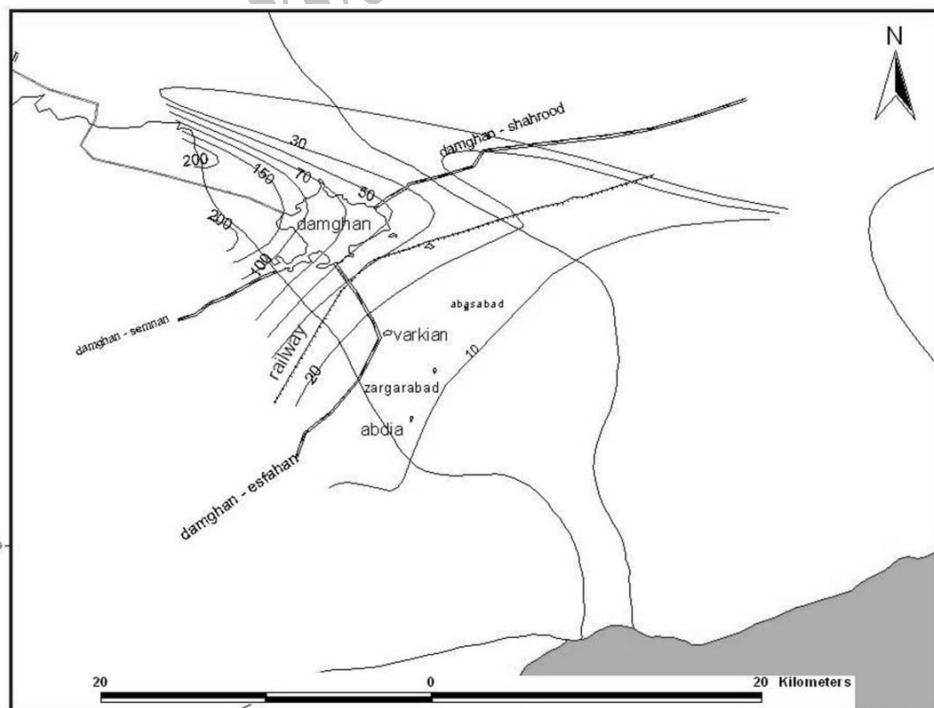 N
damghan - shahrood
30
200
150
70
50
200
damghan
100
abasabad
damghan - semnan
varkian
railway
10
20
zargarabad
abdia
damghan - esfahan
20 0 20 Kilometers